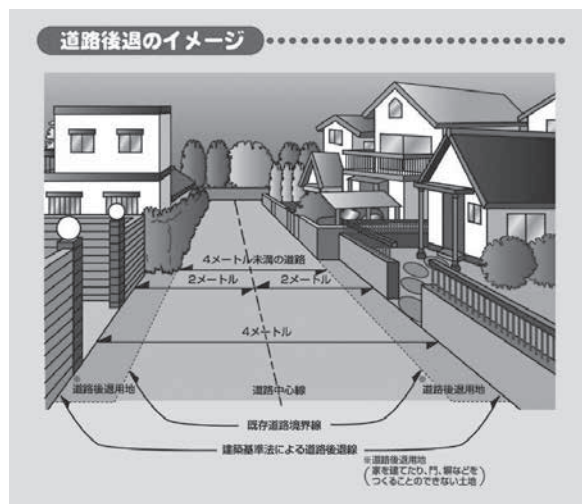 道路後退のイメージ
4メートル未満の道路
2メートル
2メートル
4メートル
※
道路後退用地
道路中心線
※
道路後退用地
既存道路境界線
建築基準法による道路後退線
※道路後退用地
(家を建てたり、門、塀などを
つくることのできない土地)